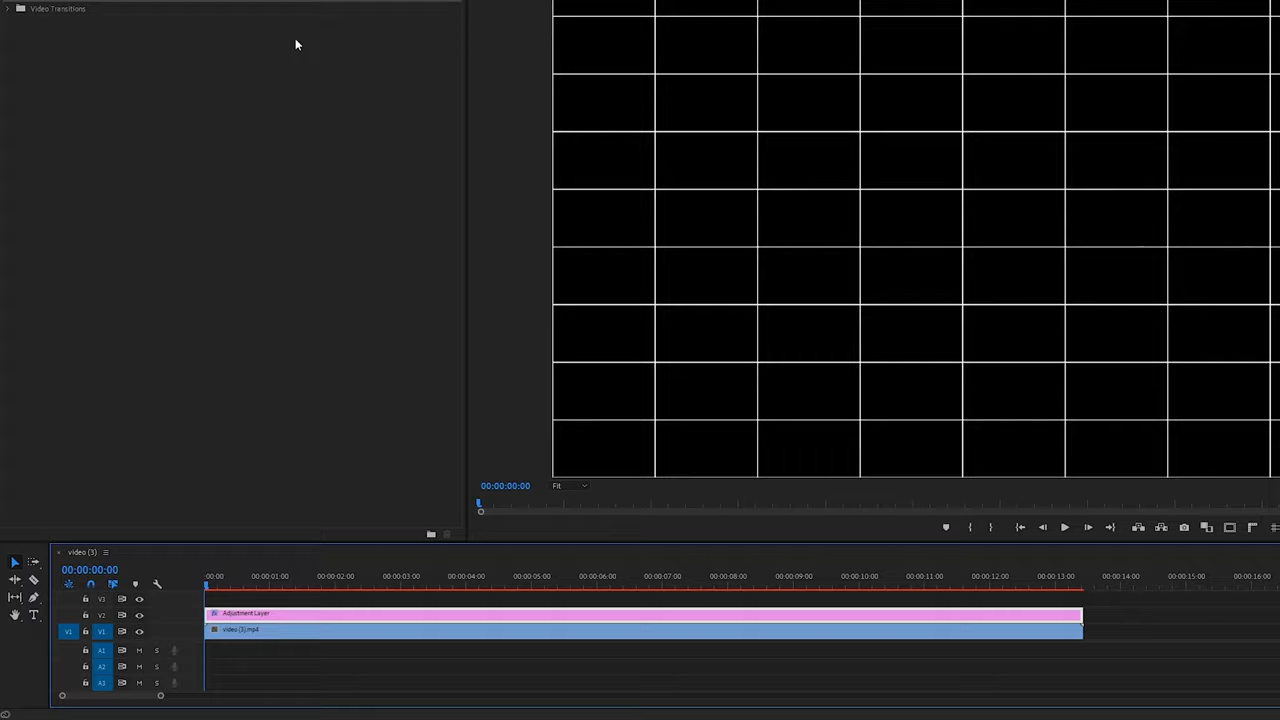 Video Transitions
00:00:00:00 Fit
video (3)
00:00:00:00
:00:00 00:00:01:00 00:00:02:00 00:00:03:00 00:00:04:00 00:00:05:00 00:00:06:00 00:00:07:00 00:00:08:00 00:00:09:00 00:00:10:00 00:00:11:00 00:00:12:00 00:00:13:00 00:00:14:00 00:00:15:00 00:00:16:00
V3
V2 Adjustment Layer
V1 V1 video (3).mp4
A1 M S
A2 M S
A3 M S